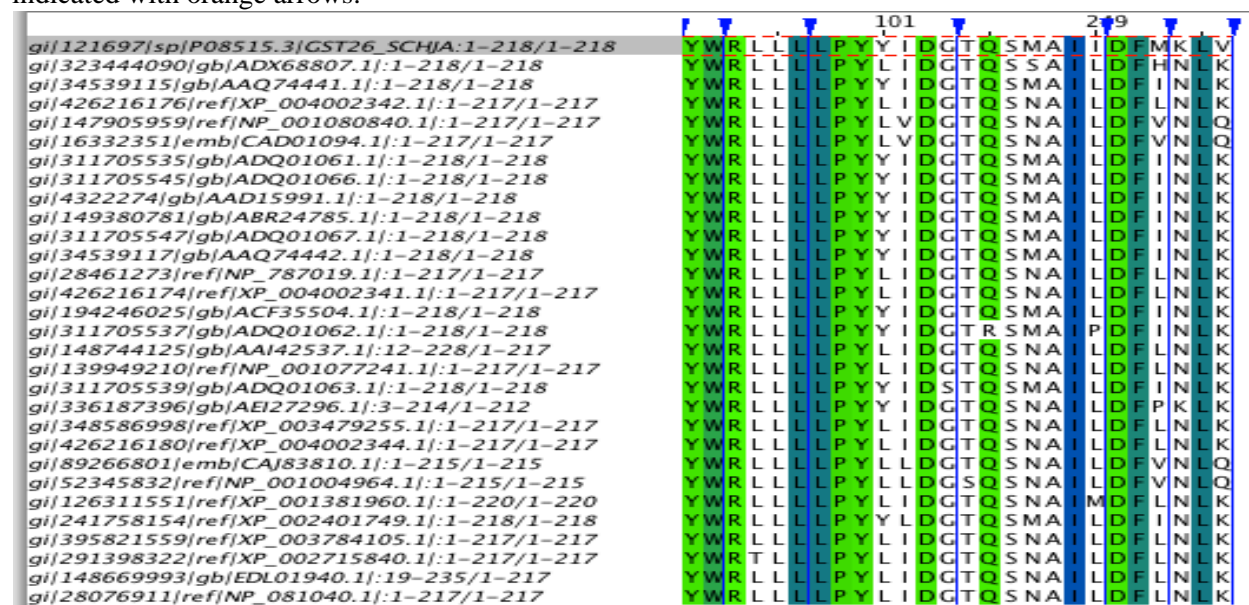 indicated with orange arrows.
101
gi|121697|sp|P08515.3|GST26_SCHJA:1-218/1-218 YWRLLLLPYYIDGTQSMAIIDFMKLV
gi|323444090|gb|ADX68807.1|:1-218/1-218 YWRLLLLPYLIDGTQSSAILDFHNLK
gi|34539115|gb|AAQ74441.1|:1-218/1-218 YWRLLLLPYYIDGTQSMAILDFINLK
gi|426216176|ref|XP_004002342.1|:1-217/1-217 YWRLLLLPYLIDGTQSNAILDFLNLK
gi|147905959|ref|NP_001080840.1|:1-217/1-217 YWRLLLLPYLVDGTQSNAILDFVNLQ
gi|16332351|emb|CAD01094.1|:1-217/1-217 YWRLLLLPYLVDGTQSNAILDFVNLQ
gi|311705535|gb|ADQ01061.1|:1-218/1-218 YWRLLLLPYYIDGTQSMAILDFINLK
gi|311705545|gb|ADQ01066.1|:1-218/1-218 YWRLLLLPYYIDGTQSMAILDFINLK
gi|4322274|gb|AAD15991.1|:1-218/1-218 YWRLLLLPYYIDGTQSMAILDFINLK
gi|149380781|gb|ABR24785.1|:1-218/1-218 YWRLLLLPYYIDGTQSMAILDFINLK
gi|311705547|gb|ADQ01067.1|:1-218/1-218 YWRLLLLPYYIDGTQSMAILDFINLK
gi|34539117|gb|AAQ74442.1|:1-218/1-218 YWRLLLLPYYIDGTQSMAILDFINLK
gi|28461273|ref|NP_787019.1|:1-217/1-217 YWRLLLLPYLIDGTQSNAILDFLNLK
gi|426216174|ref|XP_004002341.1|:1-217/1-217 YWRLLLLPYLIDGTQSNAILDFLNLK
gi|194246025|gb|ACF35504.1|:1-218/1-218 YWRLLLLPYYIDGTQSMAILDFINLK
gi|311705537|gb|ADQ01062.1|:1-218/1-218 YWRLLLLPYYIDGTRSMAIPDFINLK
gi|148744125|gb|AAI42537.1|:12-228/1-217 YWRLLLLPYLIDGTQSNAILDFLNLK
gi|139949210|ref|NP_001077241.1|:1-217/1-217 YWRLLLLPYLIDGTQSNAILDFLNLK
gi|311705539|gb|ADQ01063.1|:1-218/1-218 YWRLLLLPYYIDSTQSMAILDFINLK
gi|336187396|gb|AEI27296.1|:3-214/1-212 YWRLLLLPYYIDGTQSNAILDFPKLK
gi|348586998|ref|XP_003479255.1|:1-217/1-217 YWRLLLLPYLIDGTQSNAILDFLNLK
gi|426216180|ref|XP_004002344.1|:1-217/1-217 YWRLLLLPYLIDGTQSNAILDFLNLK
gi|89266801|emb|CAJ83810.1|:1-215/1-215 YWRLLLLPYLLDGTQSNAILDFVNLQ
gi|52345832|ref|NP_001004964.1|:1-215/1-215 YWRLLLLPYLLDGSQSNAILDFVNLQ
gi|126311551|ref|XP_001381960.1|:1-220/1-220 YWRLLLLPYLIDGTQSNAIMDFLNLK
gi|241758154|ref|XP_002401749.1|:1-218/1-218 YWRLLLLPYYLDGTQSMAILDFINLK
gi|395821559|ref|XP_003784105.1|:1-217/1-217 YWRLLLLPYLIDGTQSNAILDFLNLK
gi|291398322|ref|XP_002715840.1|:1-217/1-217 YWRTLLLPYLIDGTQSNAILDFLNLK
gi|148669993|gb|EDL01940.1|:19-235/1-217 YWRLLLLPYLIDGTQSNAILDFLNLK
gi|28076911|ref|NP_081040.1|:1-217/1-217 YWRLLLLPYLIDGTQSNAILDFLNLK